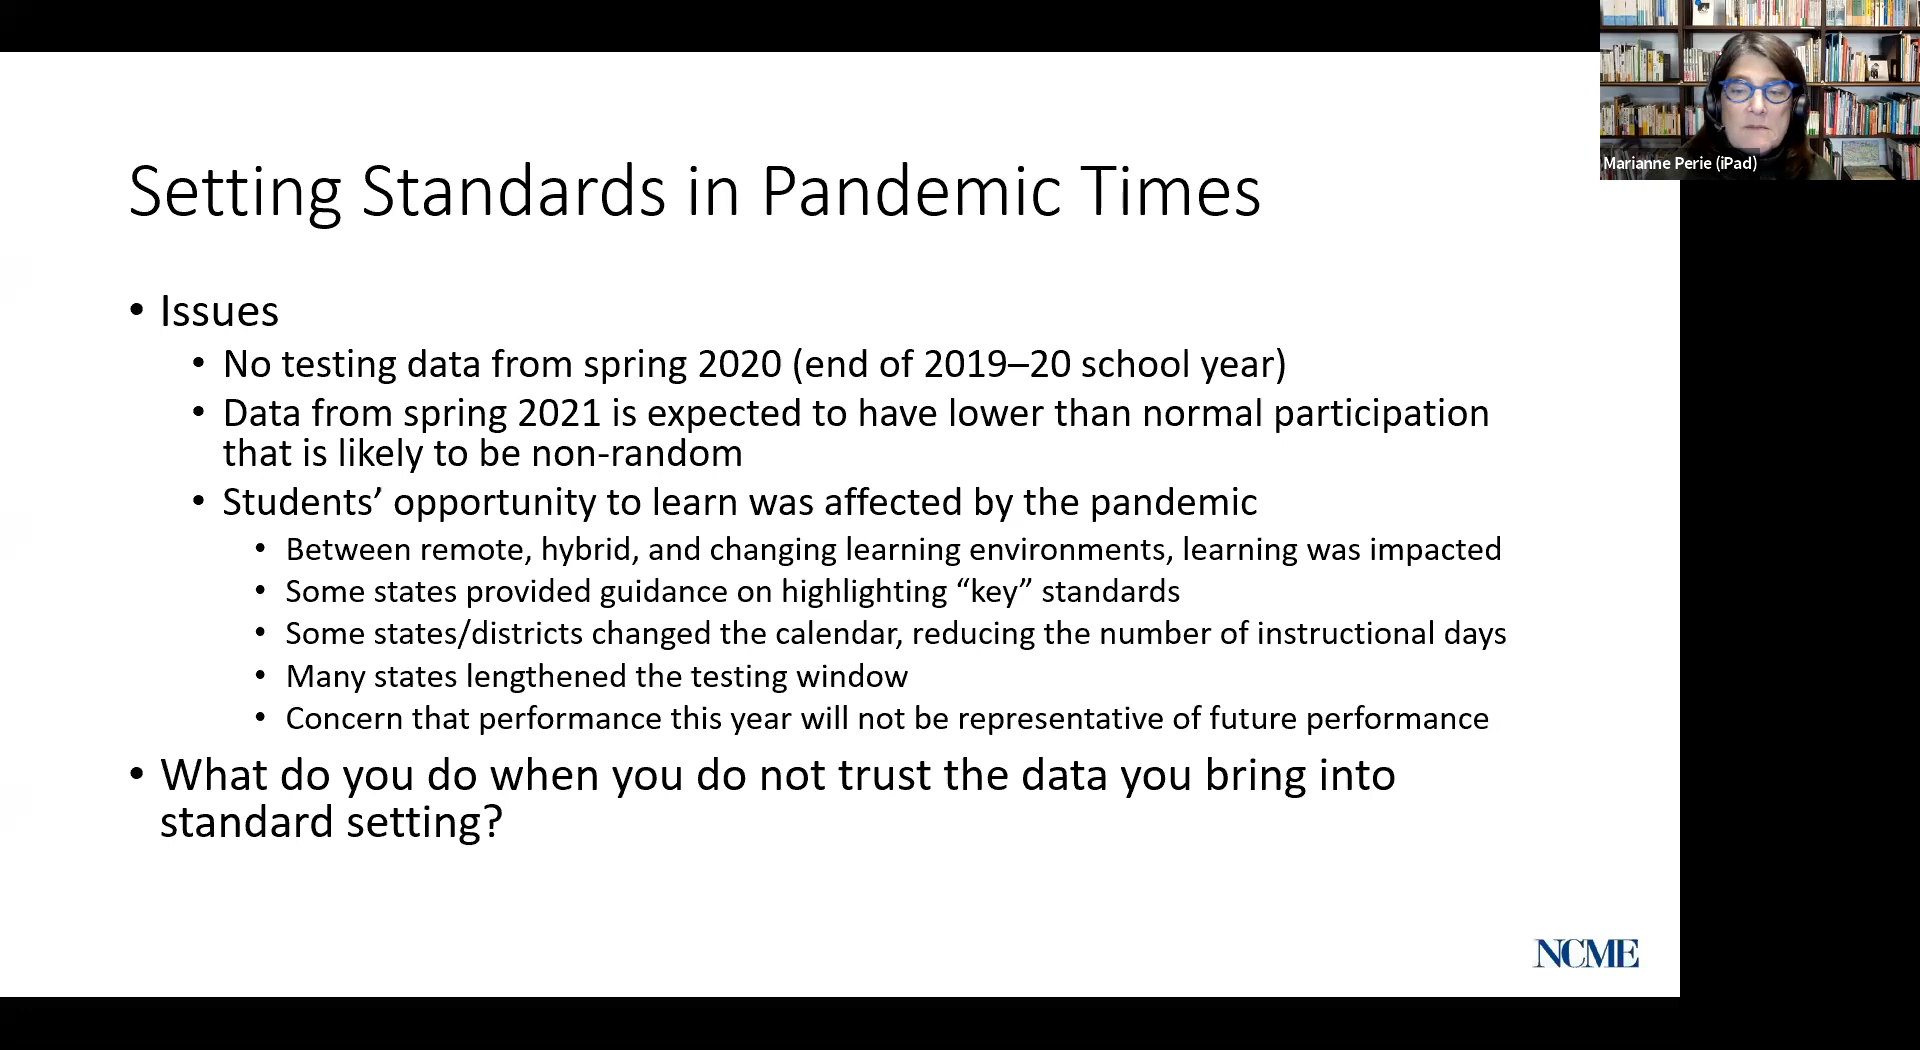 Marianne Perie (iPad)
Setting Standards in Pandemic Times
• Issues
• No testing data from spring 2020 (end of 2019–20 school year)
• Data from spring 2021 is expected to have lower than normal participation
that is likely to be non-random
• Students’ opportunity to learn was affected by the pandemic
• Between remote, hybrid, and changing learning environments, learning was impacted
• Some states provided guidance on highlighting “key” standards
• Some states/districts changed the calendar, reducing the number of instructional days
• Many states lengthened the testing window
• Concern that performance this year will not be representative of future performance
• What do you do when you do not trust the data you bring into
standard setting?
NCME